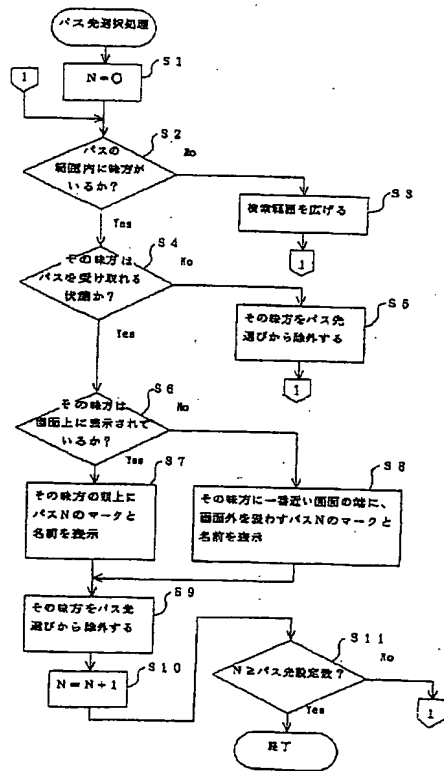 パス先選択処理
S1
N=0
1
S2
パスの
範囲内に味方が
いるか?
No
Yes
S3
検索範囲を広げる
1
S4
その味方は
パスを受け取れる
状態か?
No
Yes
S5
その味方をパス先
選びから除外する
1
S6
その味方は
画面上に表示されて
いるか?
No
Yes
S7
その味方の頭上に
パスNのマークと
名前を表示
S8
その味方に一番近い画面の端に、
画面外を表わすパスNのマークと
名前を表示
S9
その味方をパス先
選びから除外する
S10
N=N+1
S11
N≥パス先設定数?
No
Yes
1
終了